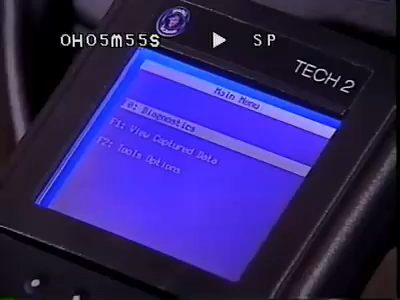 0H05M55S SP
TECH 2
Main Menu
F0: Diagnostics
F1: View Captured Data
F2: Tools Options